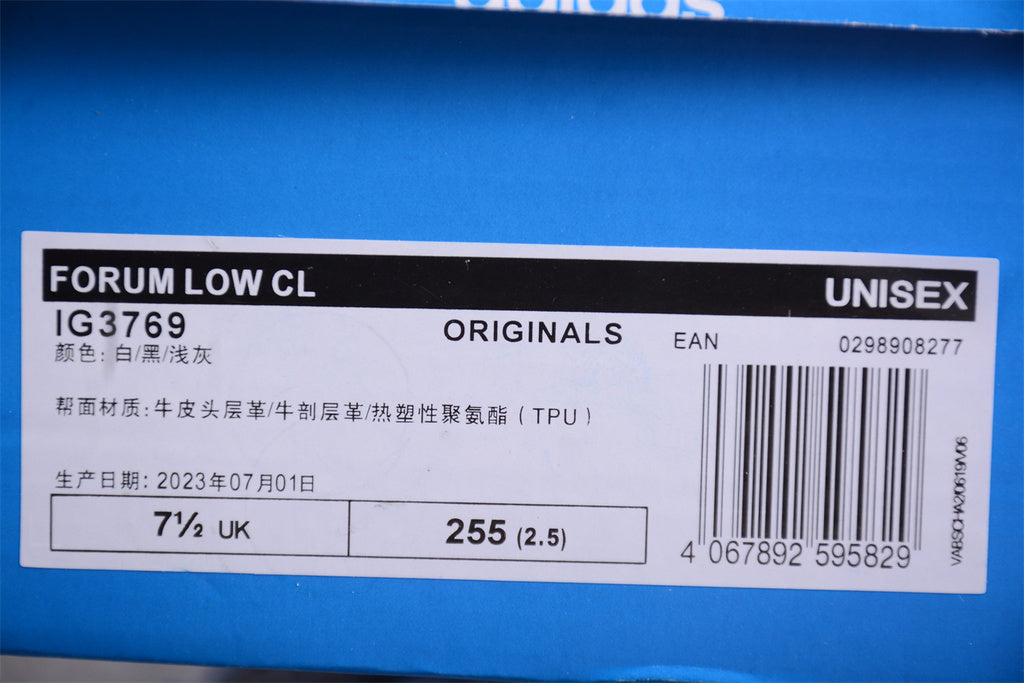 adidas
FORUM LOW CL UNISEX
IG3769 ORIGINALS EAN 0298908277
颜色: 白/黑/浅灰
帮面材质: 牛皮头层革/牛剖层革/热塑性聚氨酯 ( TPU )
生产日期: 2023年07月01日
7½ UK 255 (2.5)
4 067892 595829